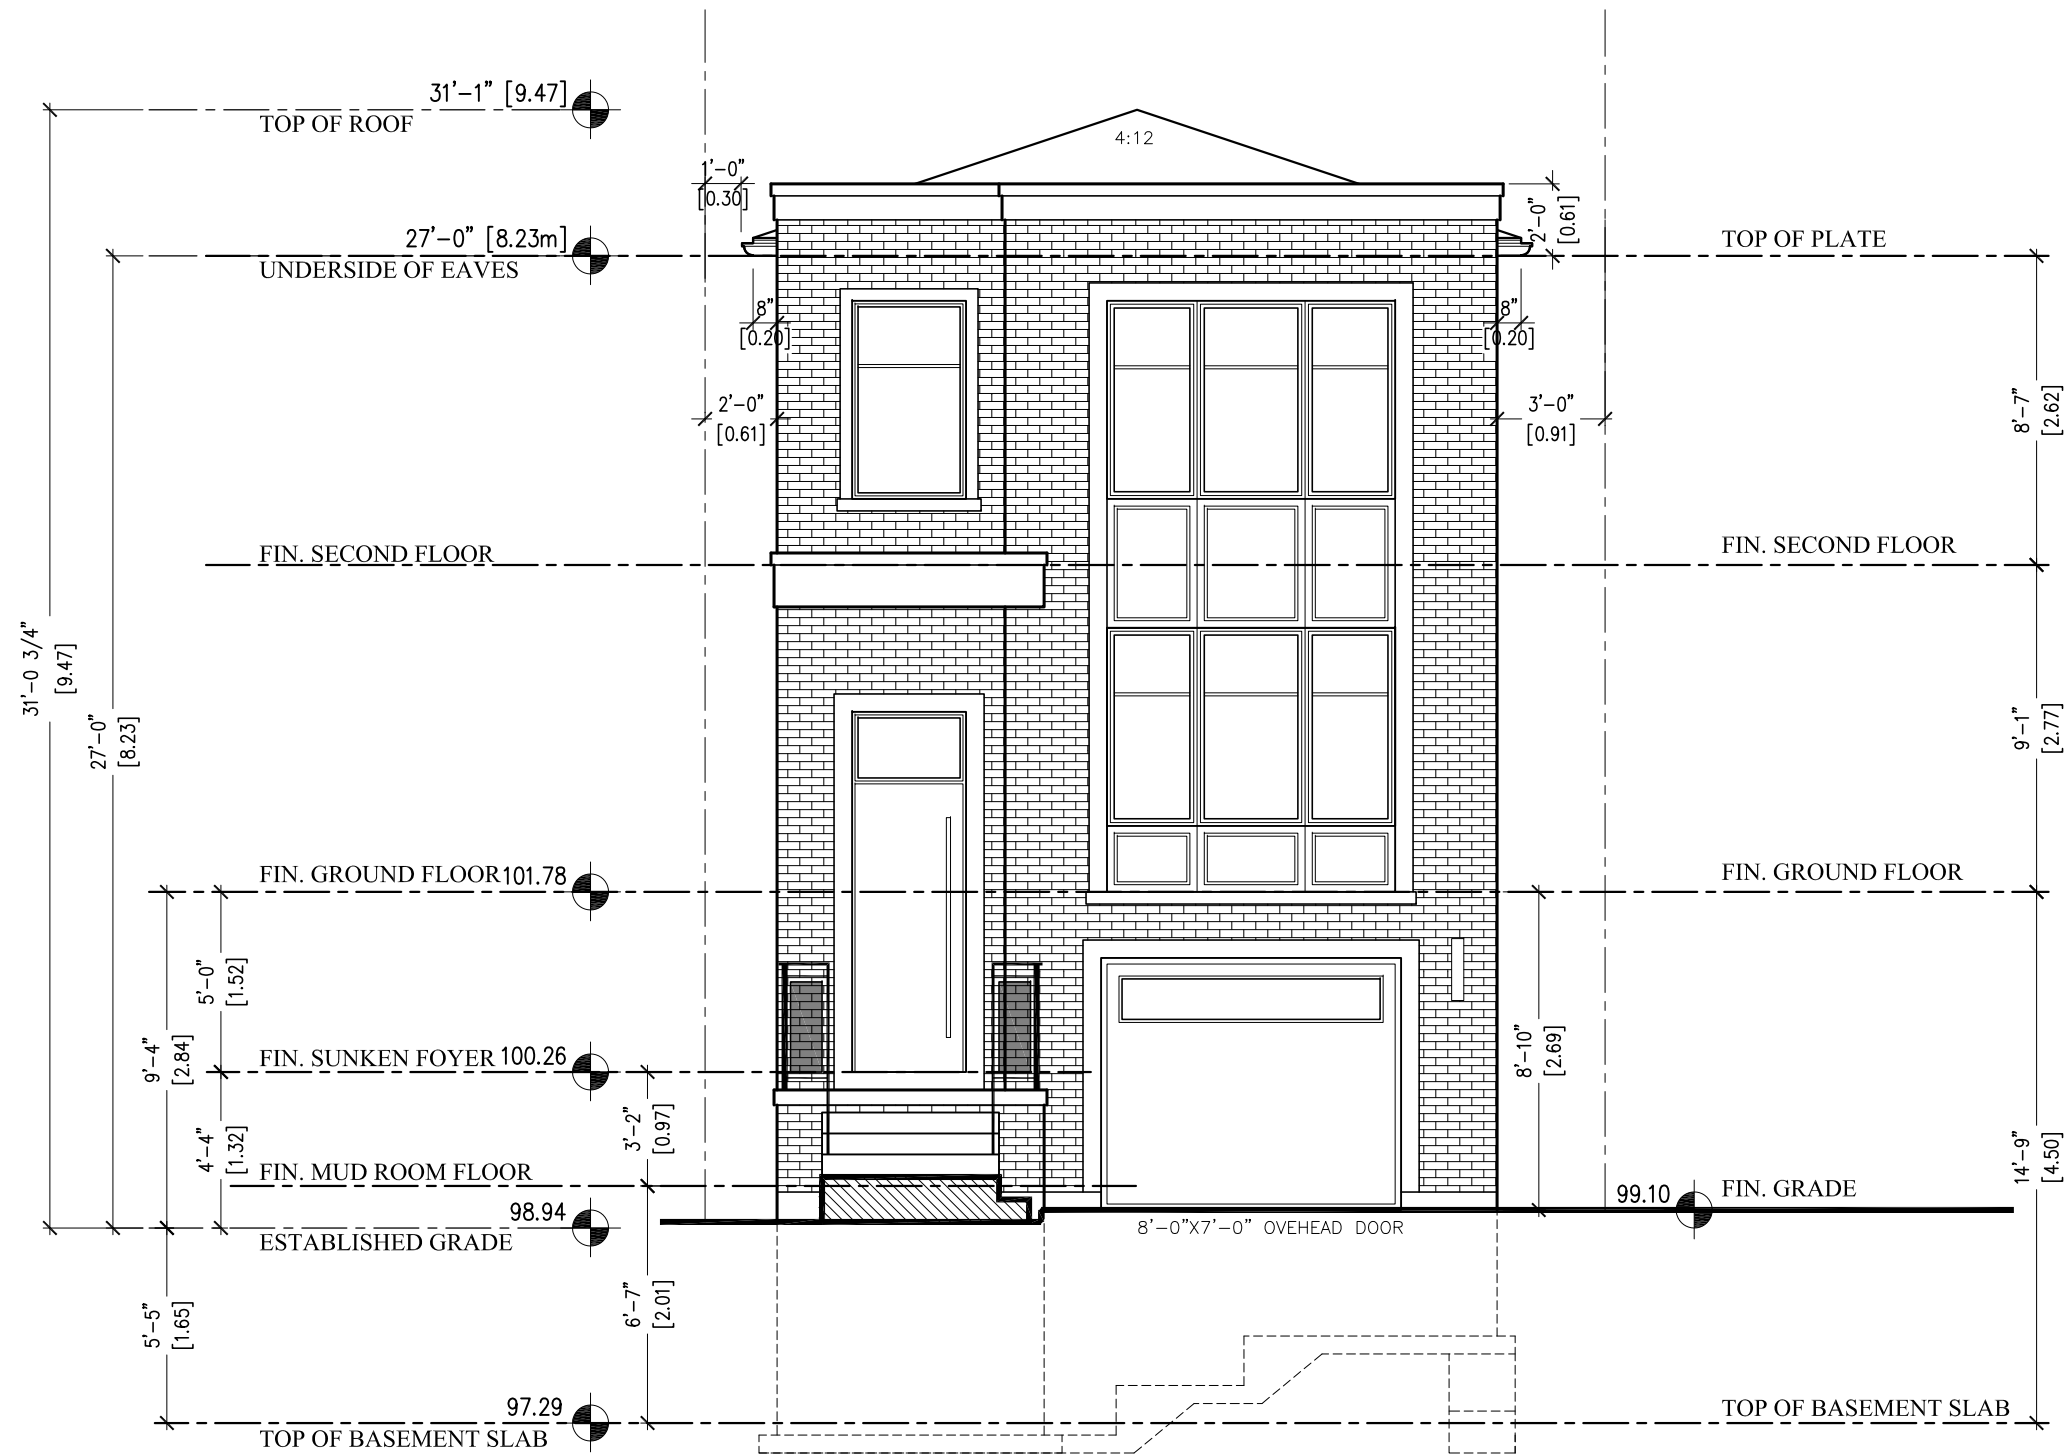 31'-1" [9.47]
TOP OF ROOF
4:12
1'-0"
[0.30]
2'-0"
[0.61]
27'-0" [8.23m]
UNDERSIDE OF EAVES
TOP OF PLATE
8"
[0.20]
8"
[0.20]
2'-0"
[0.61]
3'-0"
[0.91]
8'-7"
[2.62]
FIN. SECOND FLOOR
FIN. SECOND FLOOR
31'-0 3/4"
[9.47]
27'-0"
[8.23]
9'-1"
[2.77]
FIN. GROUND FLOOR 101.78
FIN. GROUND FLOOR
5'-0"
[1.52]
9'-4"
[2.84]
8'-10"
[2.69]
FIN. SUNKEN FOYER 100.26
3'-2"
[0.97]
4'-4"
[1.32]
14'-9"
[4.50]
FIN. MUD ROOM FLOOR
99.10
FIN. GRADE
98.94
ESTABLISHED GRADE
8'-0"X7'-0" OVEHEAD DOOR
5'-5"
[1.65]
6'-7"
[2.01]
97.29
TOP OF BASEMENT SLAB
TOP OF BASEMENT SLAB